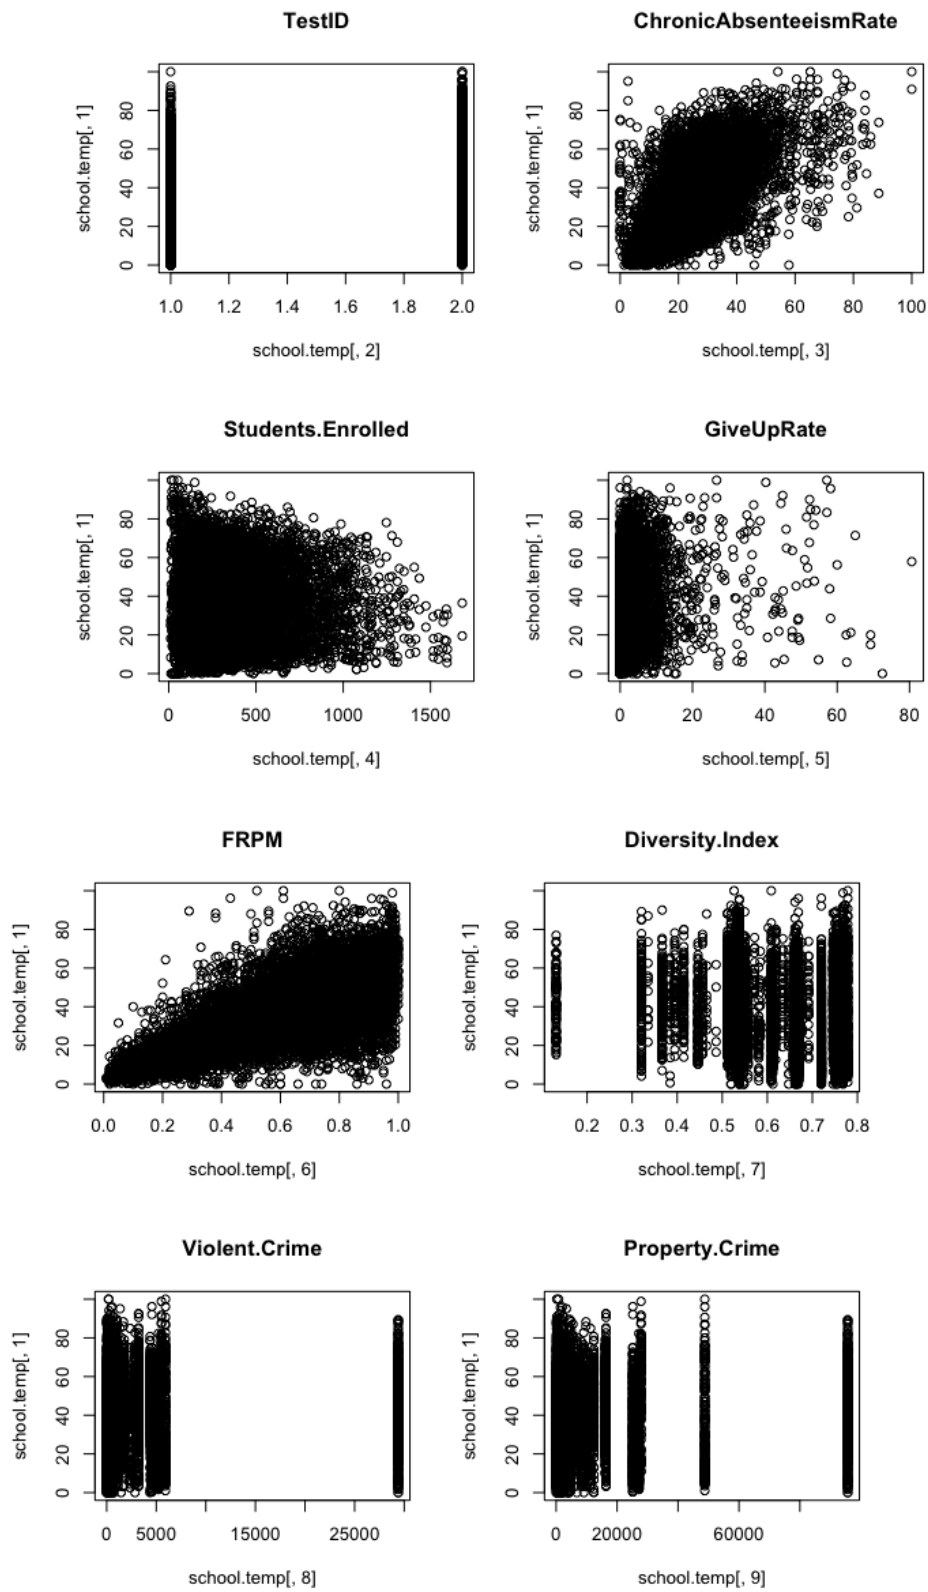 TestID
school.temp[, 1]
0 20 40 60 80
1.0 1.2 1.4 1.6 1.8 2.0
school.temp[, 2]
ChronicAbsenteeismRate
school.temp[, 1]
0 20 40 60 80
0 20 40 60 80 100
school.temp[, 3]
Students.Enrolled
school.temp[, 1]
0 20 40 60 80
0 500 1000 1500
school.temp[, 4]
GiveUpRate
school.temp[, 1]
0 20 40 60 80
0 20 40 60 80
school.temp[, 5]
FRPM
school.temp[, 1]
0 20 40 60 80
0.0 0.2 0.4 0.6 0.8 1.0
school.temp[, 6]
Diversity.Index
school.temp[, 1]
0 20 40 60 80
0.2 0.3 0.4 0.5 0.6 0.7 0.8
school.temp[, 7]
Violent.Crime
school.temp[, 1]
0 20 40 60 80
0 5000 15000 25000
school.temp[, 8]
Property.Crime
school.temp[, 1]
0 20 40 60 80
0 20000 60000
school.temp[, 9]